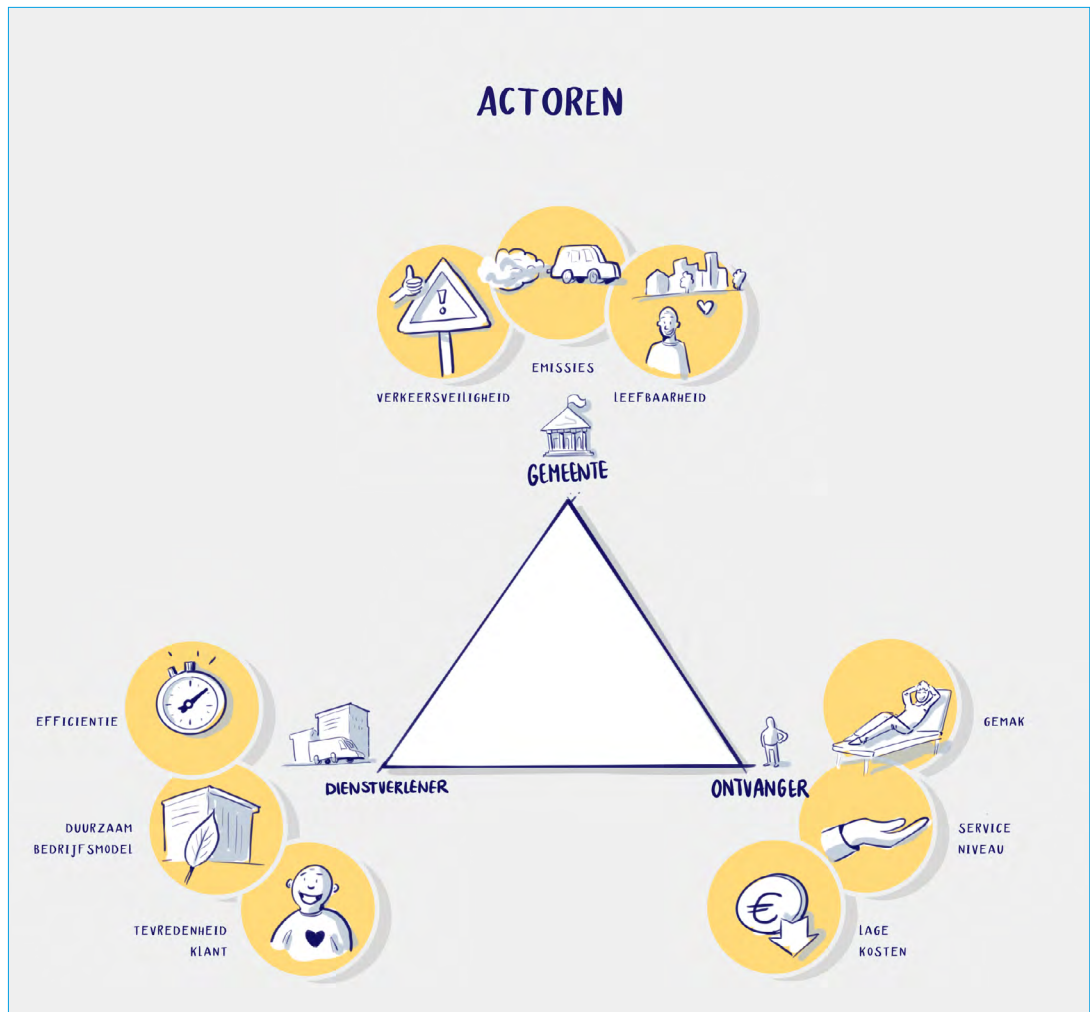 ACTOREN
EMISSIES
VERKEERSVEILIGHEID
LEEFBAARHEID
GEMEENTE
EFFICIENTIE
GEMAK
DIENSTVERLENER
ONTVANGER
DUURZAAM
BEDRIJFSMODEL
SERVICE
NIVEAU
TEVREDENHEID
KLANT
€
LAGE
KOSTEN